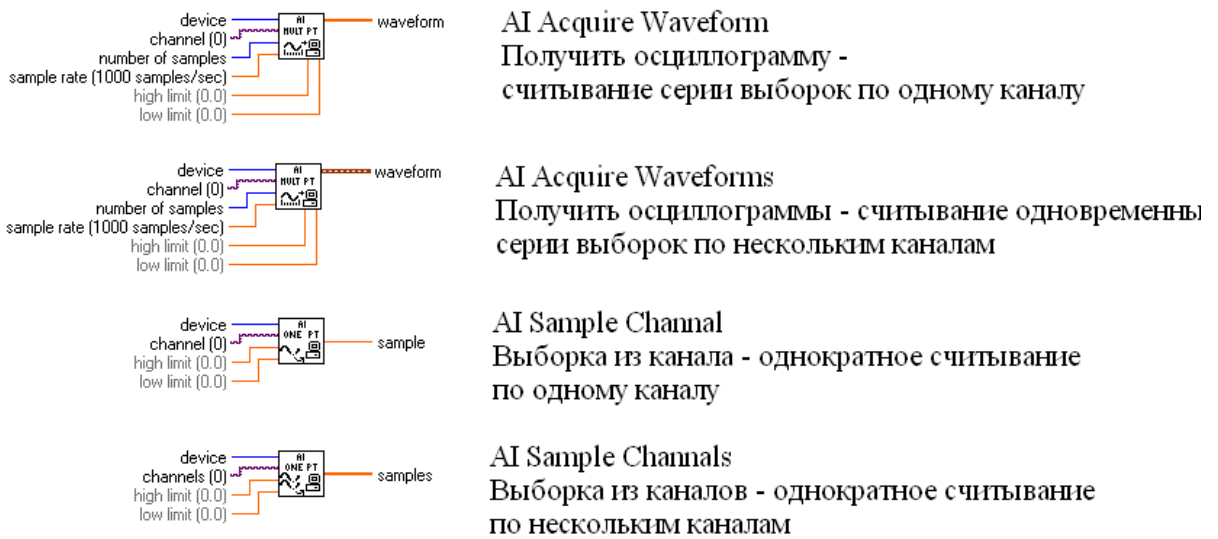 device
channel (0)
number of samples
sample rate (1000 samples/sec)
high limit (0.0)
low limit (0.0)
AI
MULT PT
waveform
AI Acquire Waveform
Получить осциллограмму -
считывание серии выборок по одному каналу
device
channel (0)
number of samples
sample rate (1000 samples/sec)
high limit (0.0)
low limit (0.0)
AI
MULT PT
waveform
AI Acquire Waveforms
Получить осциллограммы - считывание одновременны
серии выборок по нескольким каналам
device
channel (0)
high limit (0.0)
low limit (0.0)
AI
ONE PT
sample
AI Sample Channal
Выборка из канала - однократное считывание
по одному каналу
device
channels (0)
high limit (0.0)
low limit (0.0)
AI
ONE PT
samples
AI Sample Channals
Выборка из каналов - однократное считывание
по нескольким каналам